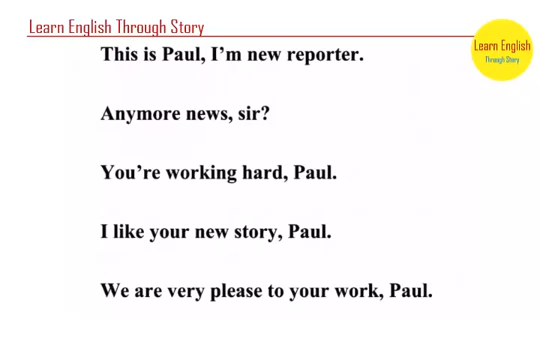 Learn English Through Story
Learn English
Through Story
This is Paul, I'm new reporter.
Anymore news, sir?
You're working hard, Paul.
I like your new story, Paul.
We are very please to your work, Paul.